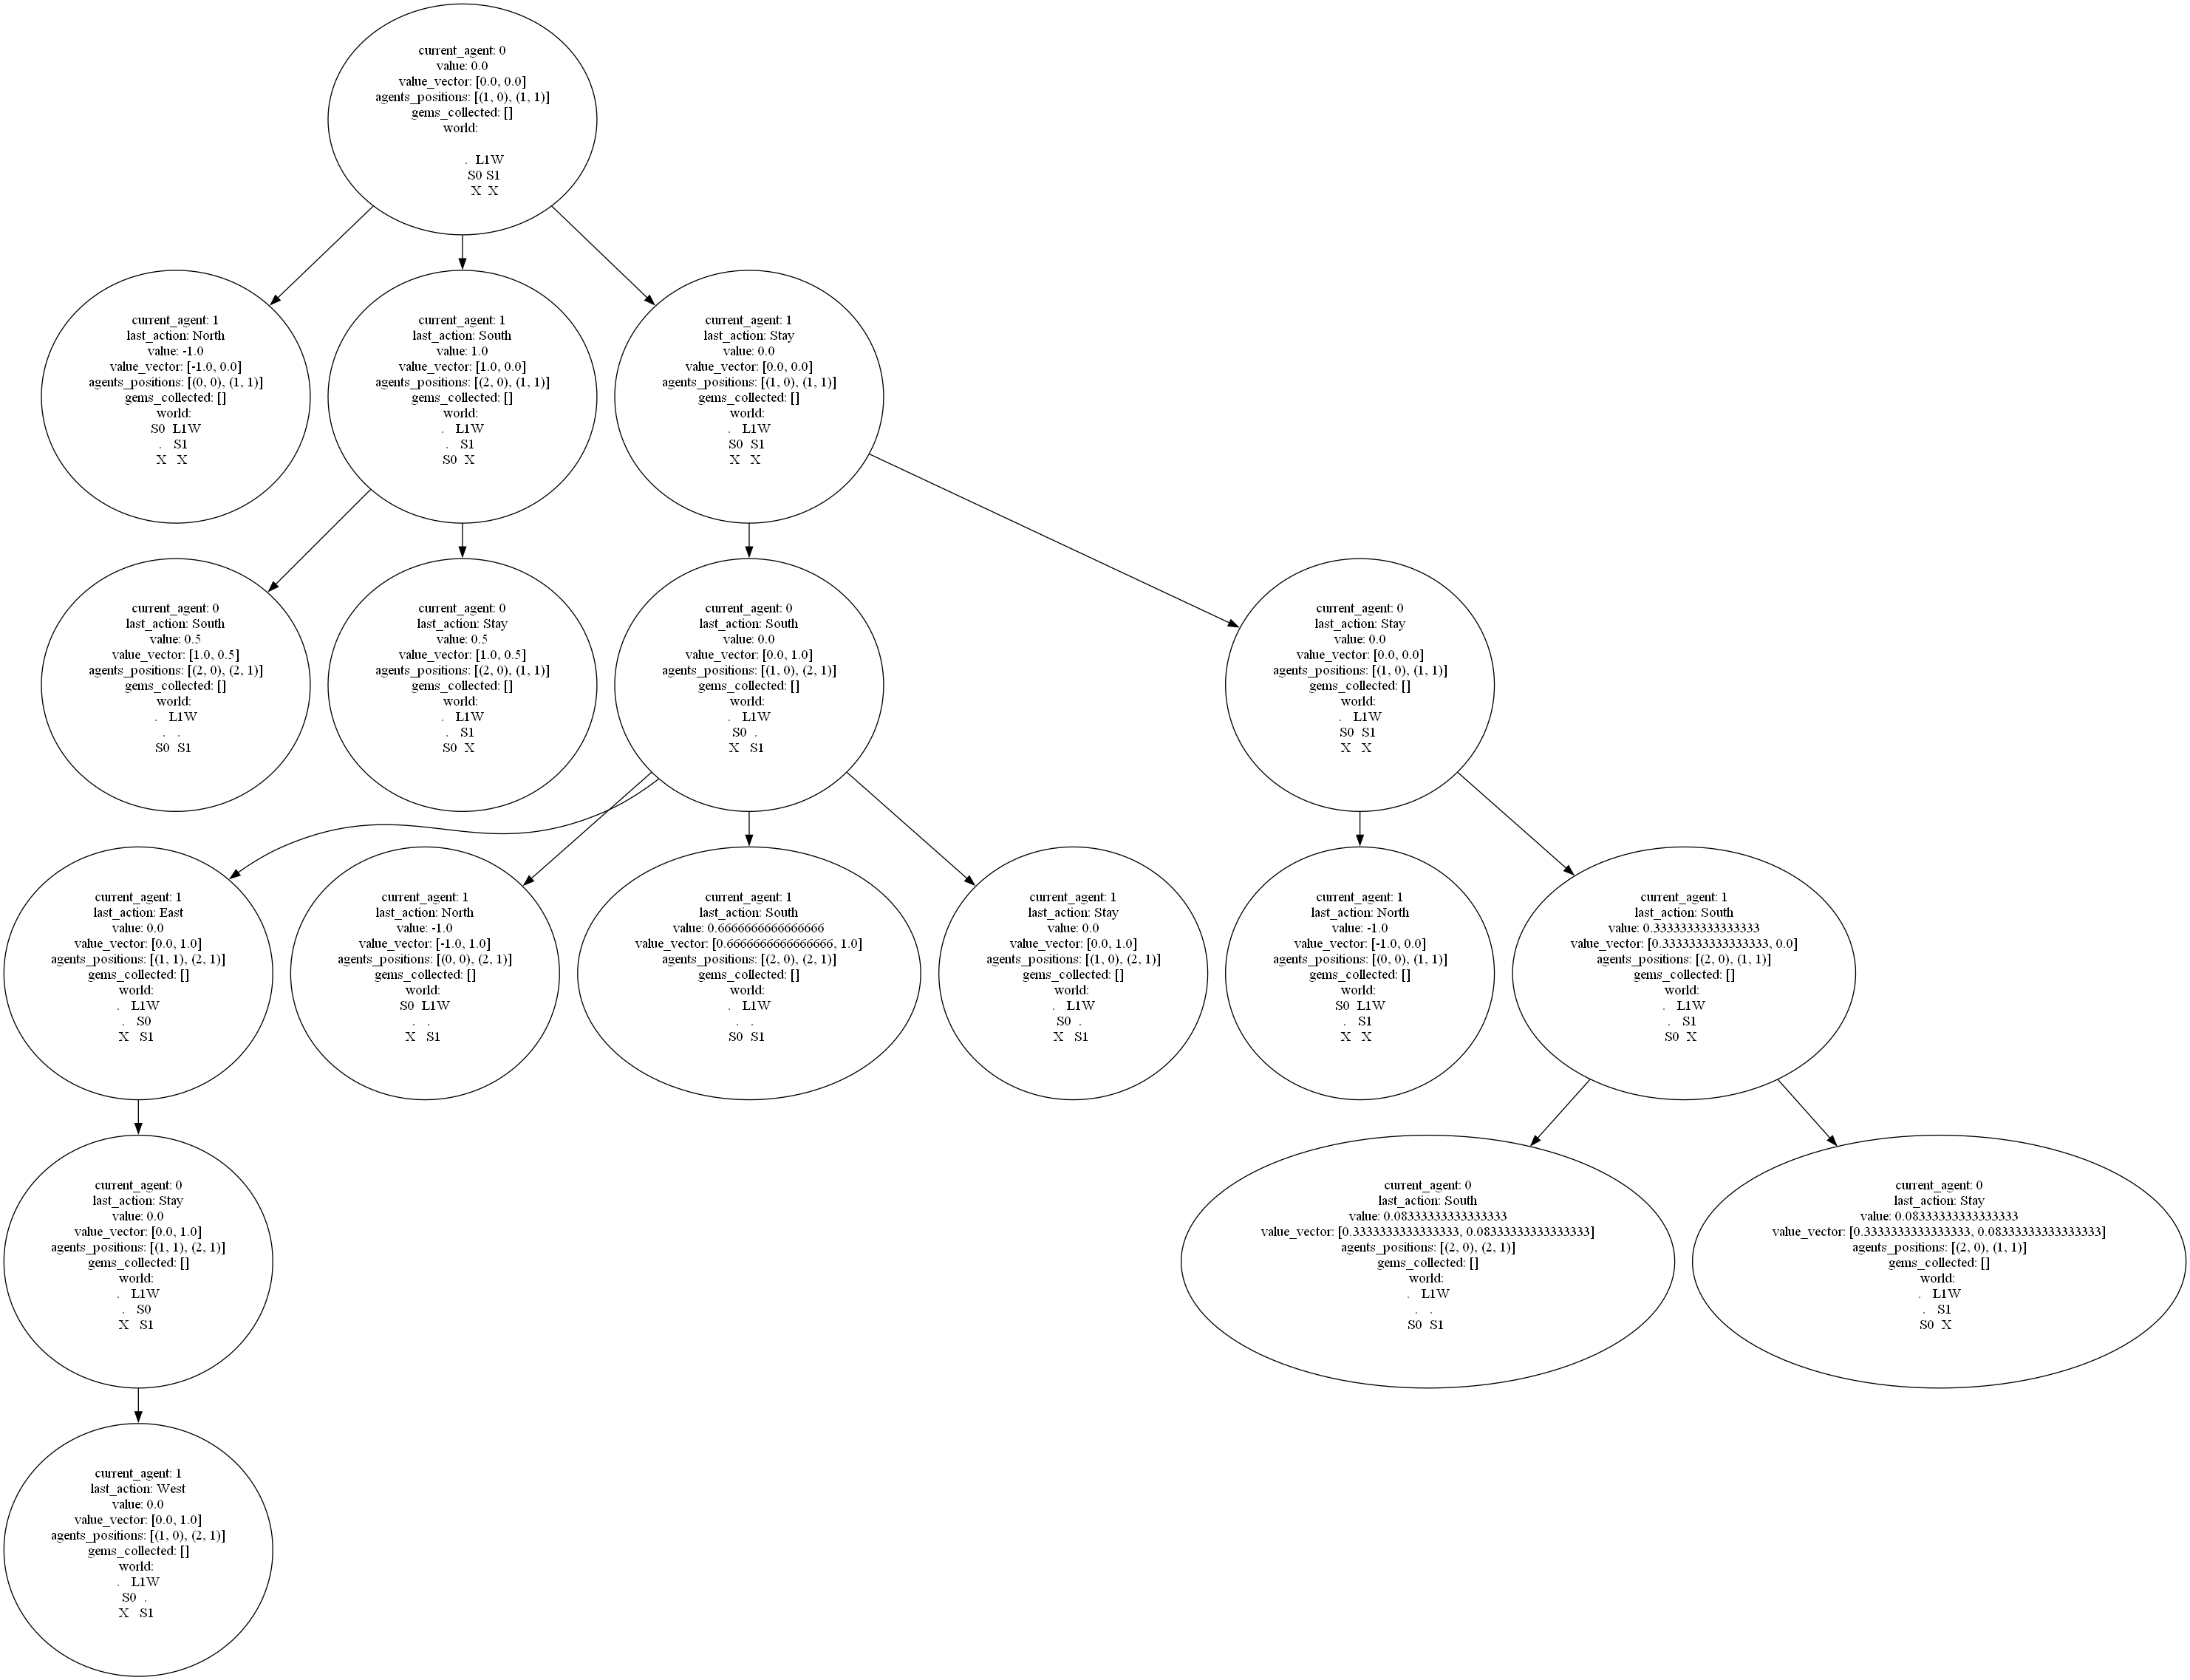 current_agent: 0
value: 0.0
value_vector: [0.0, 0.0]
agents_positions: [(1, 0), (1, 1)]
gems_collected: []
world:
. L1W
S0 S1
X X
current_agent: 1
last_action: North
value: -1.0
value_vector: [-1.0, 0.0]
agents_positions: [(0, 0), (1, 1)]
gems_collected: []
world:
S0 L1W
. S1
X X
current_agent: 1
last_action: South
value: 1.0
value_vector: [1.0, 0.0]
agents_positions: [(2, 0), (1, 1)]
gems_collected: []
world:
. L1W
. S1
S0 X
current_agent: 1
last_action: Stay
value: 0.0
value_vector: [0.0, 0.0]
agents_positions: [(1, 0), (1, 1)]
gems_collected: []
world:
. L1W
S0 S1
X X
current_agent: 0
last_action: South
value: 0.5
value_vector: [1.0, 0.5]
agents_positions: [(2, 0), (2, 1)]
gems_collected: []
world:
. L1W
. .
S0 S1
current_agent: 0
last_action: Stay
value: 0.5
value_vector: [1.0, 0.5]
agents_positions: [(2, 0), (1, 1)]
gems_collected: []
world:
. L1W
. S1
S0 X
current_agent: 0
last_action: South
value: 0.0
value_vector: [0.0, 1.0]
agents_positions: [(1, 0), (2, 1)]
gems_collected: []
world:
. L1W
S0 .
X S1
current_agent: 0
last_action: Stay
value: 0.0
value_vector: [0.0, 0.0]
agents_positions: [(1, 0), (1, 1)]
gems_collected: []
world:
. L1W
S0 S1
X X
current_agent: 1
last_action: East
value: 0.0
value_vector: [0.0, 1.0]
agents_positions: [(1, 1), (2, 1)]
gems_collected: []
world:
. L1W
. S0
X S1
current_agent: 1
last_action: North
value: -1.0
value_vector: [-1.0, 1.0]
agents_positions: [(0, 0), (2, 1)]
gems_collected: []
world:
S0 L1W
. .
X S1
current_agent: 1
last_action: South
value: 0.6666666666666666
value_vector: [0.6666666666666666, 1.0]
agents_positions: [(2, 0), (2, 1)]
gems_collected: []
world:
. L1W
. .
S0 S1
current_agent: 1
last_action: Stay
value: 0.0
value_vector: [0.0, 1.0]
agents_positions: [(1, 0), (2, 1)]
gems_collected: []
world:
. L1W
S0 .
X S1
current_agent: 1
last_action: North
value: -1.0
value_vector: [-1.0, 0.0]
agents_positions: [(0, 0), (1, 1)]
gems_collected: []
world:
S0 L1W
. S1
X X
current_agent: 1
last_action: South
value: 0.3333333333333333
value_vector: [0.3333333333333333, 0.0]
agents_positions: [(2, 0), (1, 1)]
gems_collected: []
world:
. L1W
. S1
S0 X
current_agent: 0
last_action: Stay
value: 0.0
value_vector: [0.0, 1.0]
agents_positions: [(1, 1), (2, 1)]
gems_collected: []
world:
. L1W
. S0
X S1
current_agent: 0
last_action: South
value: 0.08333333333333333
value_vector: [0.3333333333333333, 0.08333333333333333]
agents_positions: [(2, 0), (2, 1)]
gems_collected: []
world:
. L1W
. .
S0 S1
current_agent: 0
last_action: Stay
value: 0.08333333333333333
value_vector: [0.3333333333333333, 0.08333333333333333]
agents_positions: [(2, 0), (1, 1)]
gems_collected: []
world:
. L1W
. S1
S0 X
current_agent: 1
last_action: West
value: 0.0
value_vector: [0.0, 1.0]
agents_positions: [(1, 0), (2, 1)]
gems_collected: []
world:
. L1W
S0 .
X S1